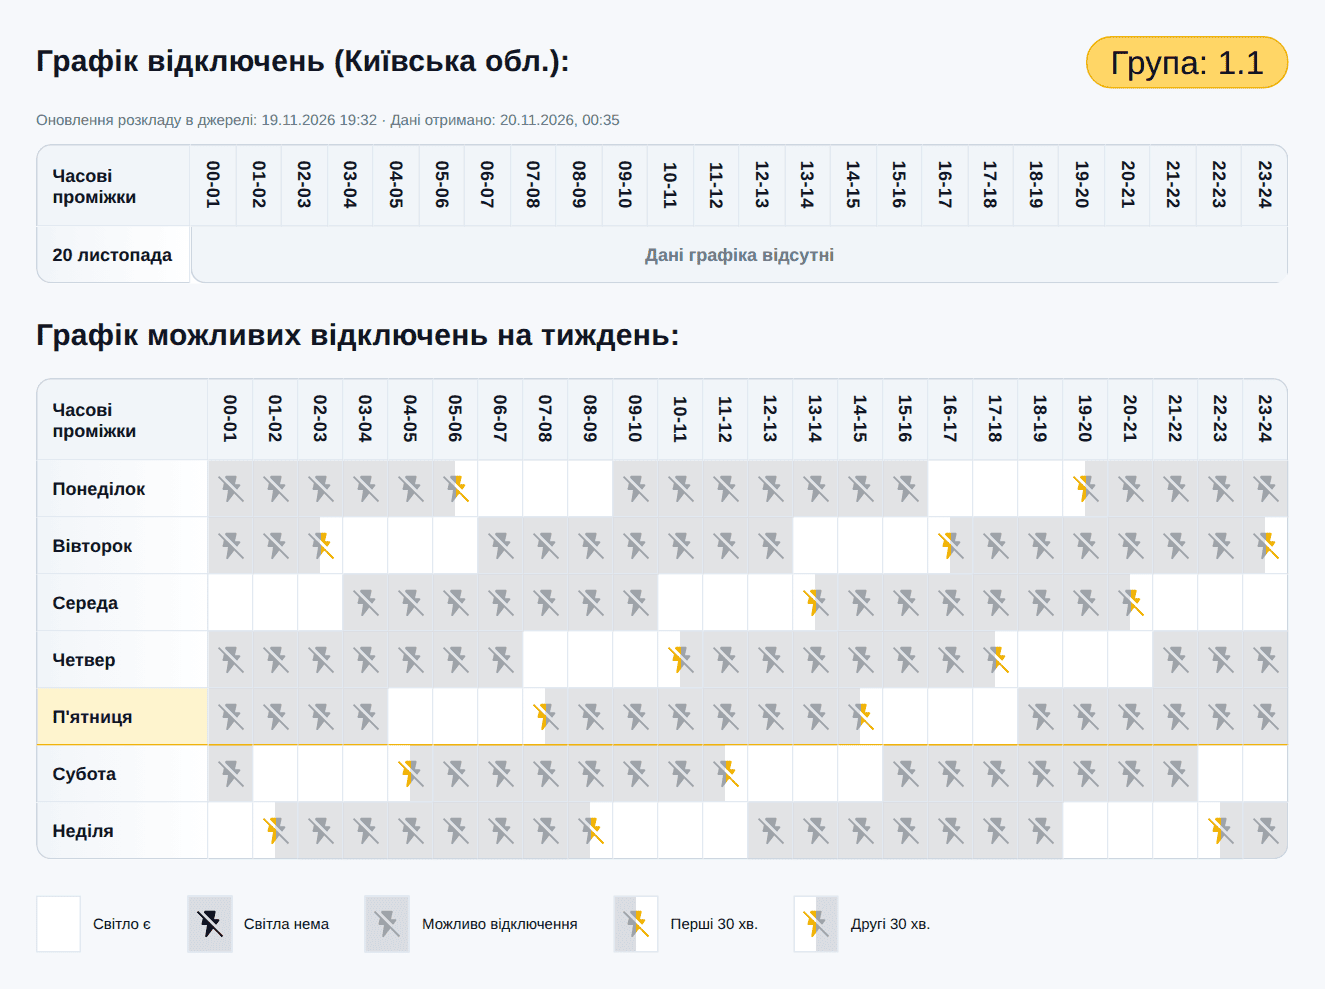 Графік відключень (Київська обл.):
Група: 1.1
Оновлення розкладу в джерелі: 19.11.2026 19:32 · Дані отримано: 20.11.2026, 00:35
Часові проміжки 00-01 01-02 02-03 03-04 04-05 05-06 06-07 07-08 08-09 09-10 10-11 11-12 12-13 13-14 14-15 15-16 16-17 17-18 18-19 19-20 20-21 21-22 22-23 23-24
20 листопада Дані графіка відсутні
Графік можливих відключень на тиждень:
Часові проміжки 00-01 01-02 02-03 03-04 04-05 05-06 06-07 07-08 08-09 09-10 10-11 11-12 12-13 13-14 14-15 15-16 16-17 17-18 18-19 19-20 20-21 21-22 22-23 23-24
Понеділок
Вівторок
Середа
Четвер
П'ятниця
Субота
Неділя
Світло є Світла нема Можливо відключення Перші 30 хв. Другі 30 хв.